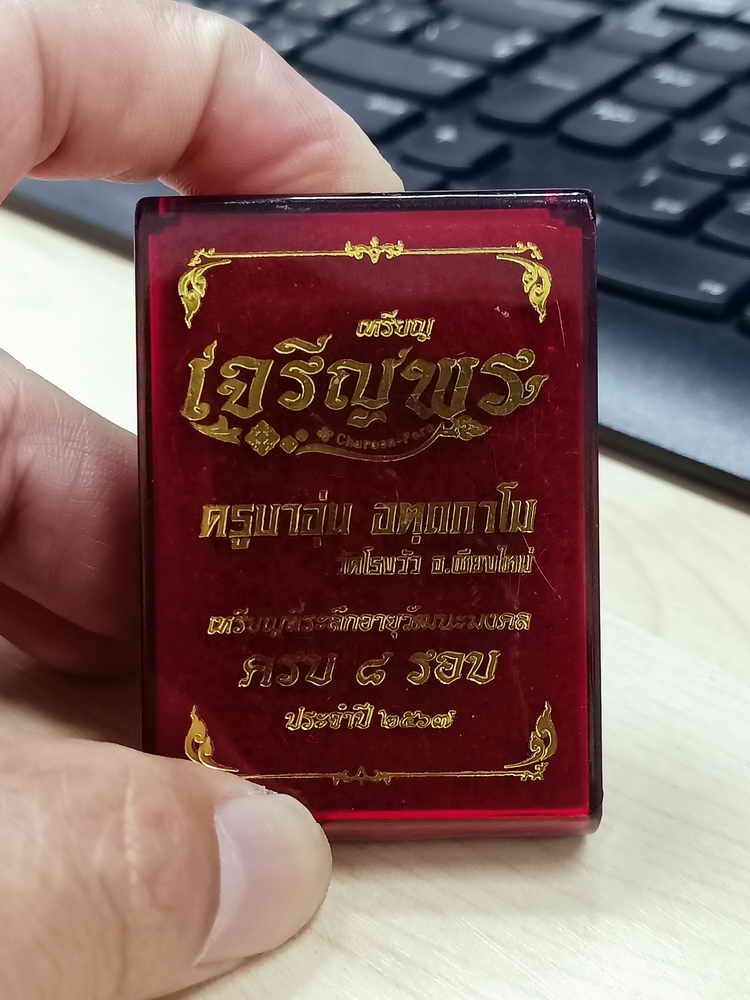 เหรียญ
เจริญพร
Charoen-Porn
ครูบาอุ่น อตฺถกาโม
วัดโรงวัว จ.เชียงใหม่
เหรียญที่ระลึกอายุวัฒนะมงคล
ครบ ๘ รอบ
ประจำปี ๒๕๖๗